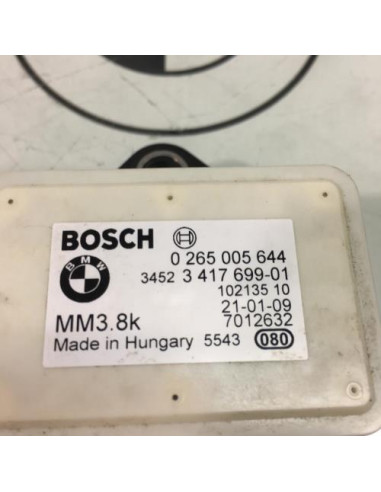 BOSCH
0 265 005 644
BMW
3452 3 417 699-01
102135 10
21-01-09
MM3.8k
7012632
Made in Hungary 5543 080